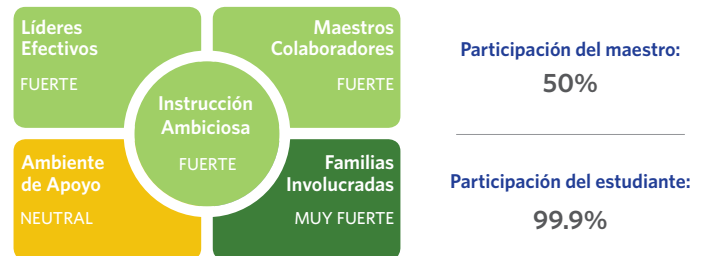 Líderes
Efectivos
FUERTE
Maestros
Colaboradores
FUERTE
Instrucción
Ambiciosa
FUERTE
Ambiente
de Apoyo
NEUTRAL
Familias
Involucradas
MUY FUERTE
Participación del maestro:
50%
Participación del estudiante:
99.9%